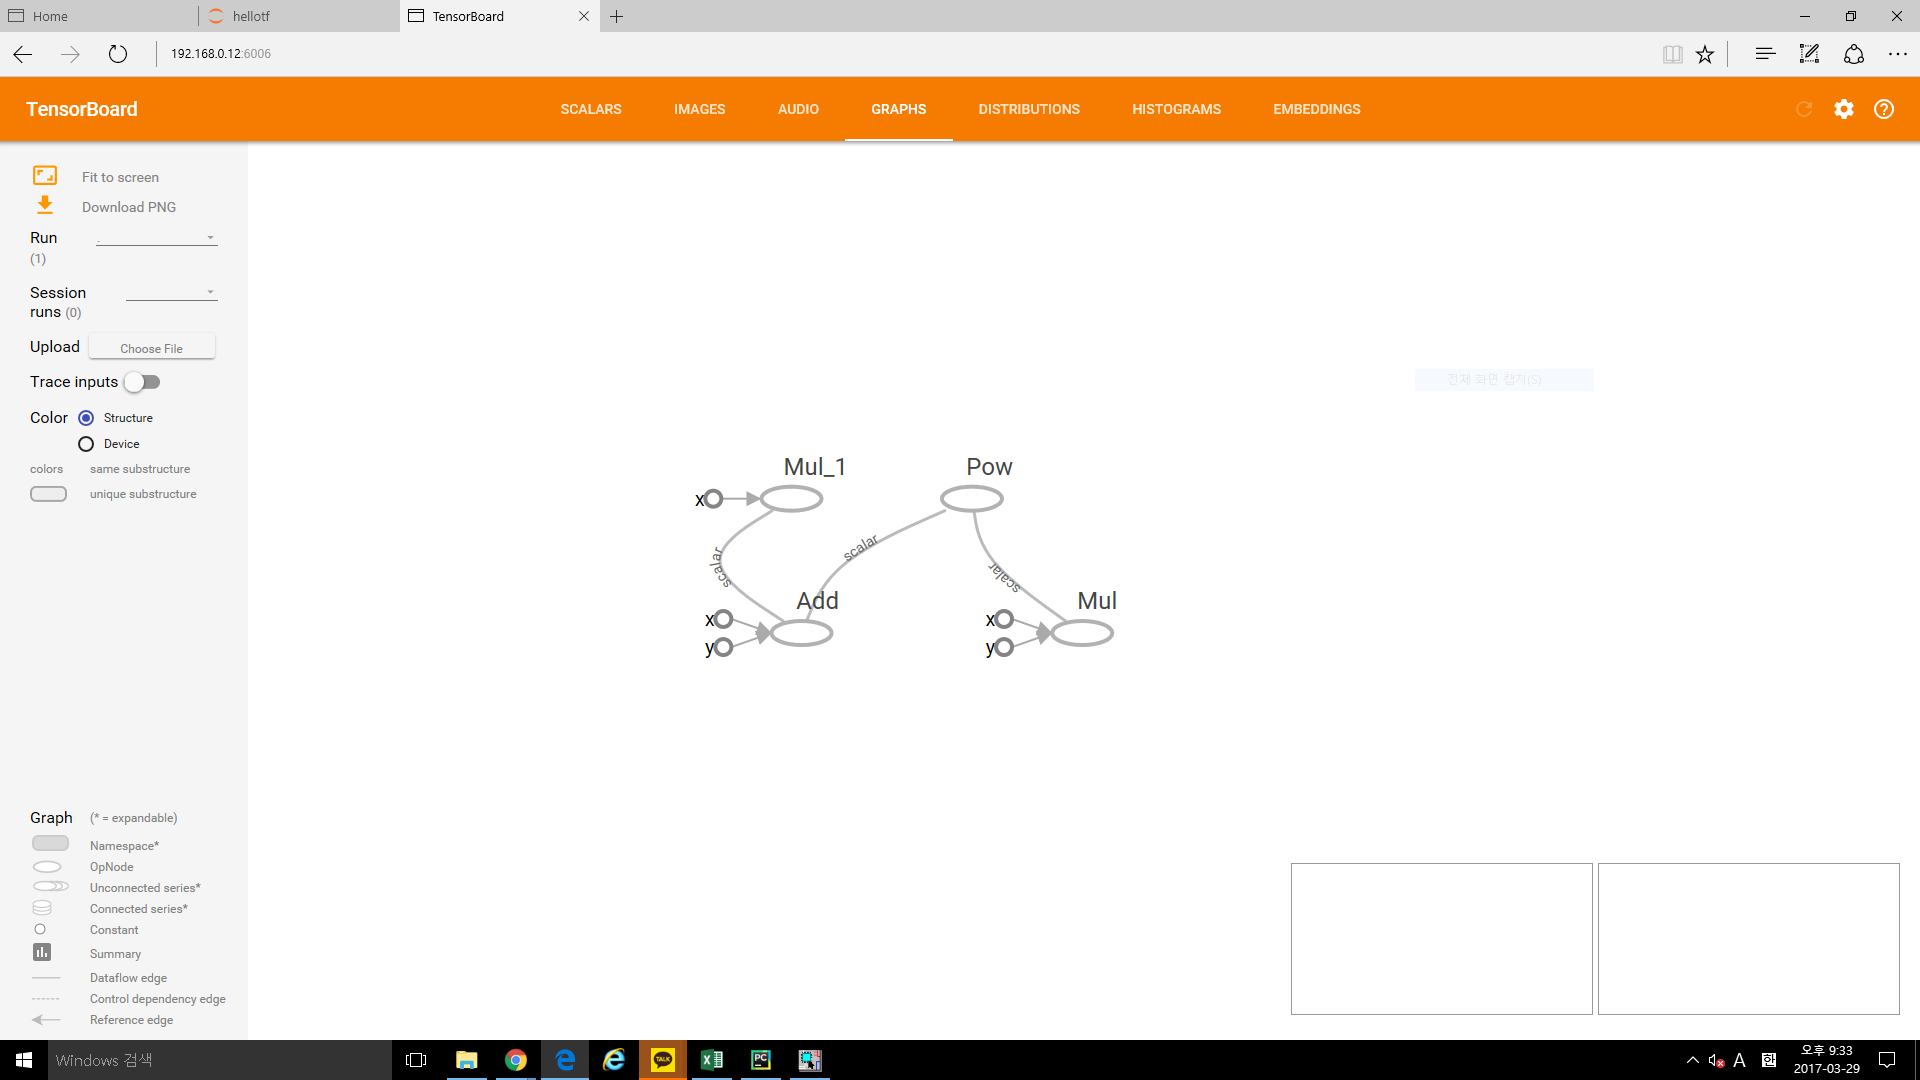 Home
hellotf
TensorBoard
192.168.0.12:6006
TensorBoard
SCALARS
IMAGES
AUDIO
GRAPHS
DISTRIBUTIONS
HISTOGRAMS
EMBEDDINGS
Fit to screen
Download PNG
Run
(1)
.
Session
runs (0)
Upload
Choose File
Trace inputs
Color
Structure
Device
colors
same substructure
unique substructure
전체 화면 캡처(S)
Mul_1
Pow
x
scalar
scalar
scalar
Add
Mul
x
y
x
y
Graph
(* = expandable)
Namespace*
OpNode
Unconnected series*
Connected series*
Constant
Summary
Dataflow edge
Control dependency edge
Reference edge
Windows 검색
TALK
PC
A
한
오후 9:33
2017-03-29